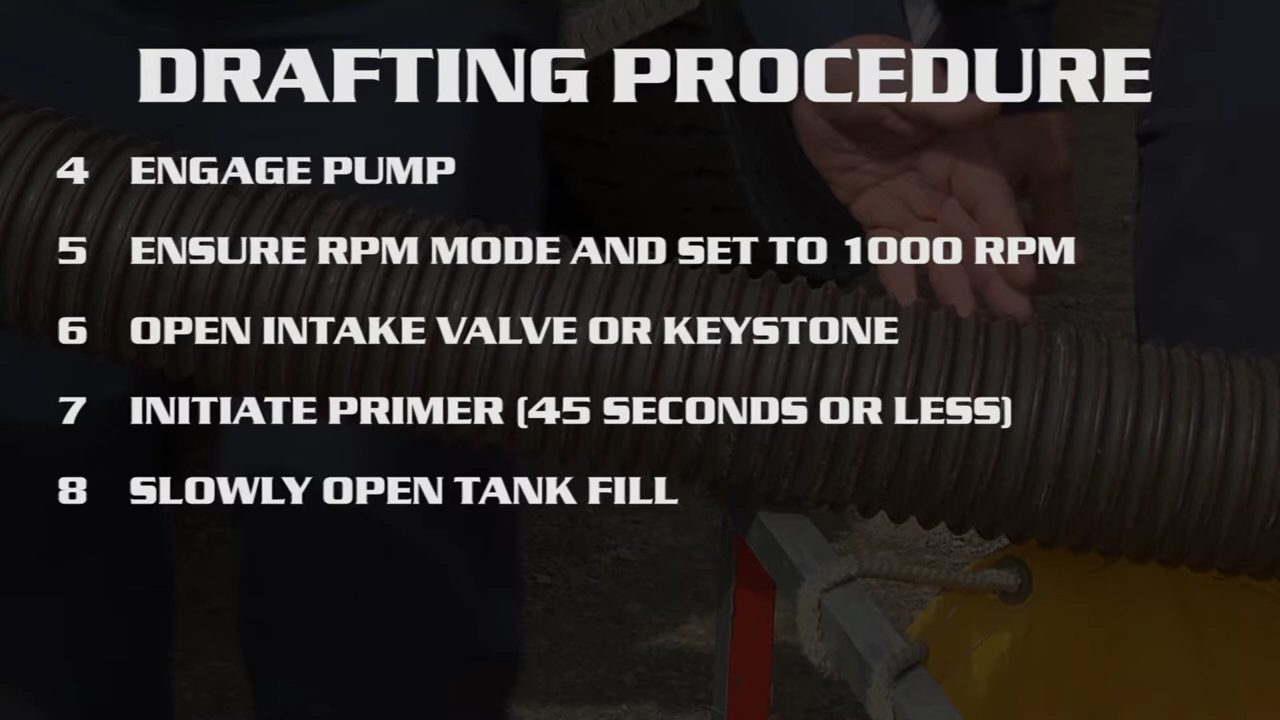 DRAFTING PROCEDURE
4 ENGAGE PUMP
5 ENSURE RPM MODE AND SET TO 1000 RPM
6 OPEN INTAKE VALVE OR KEYSTONE
7 INITIATE PRIMER (45 SECONDS OR LESS)
8 SLOWLY OPEN TANK FILL